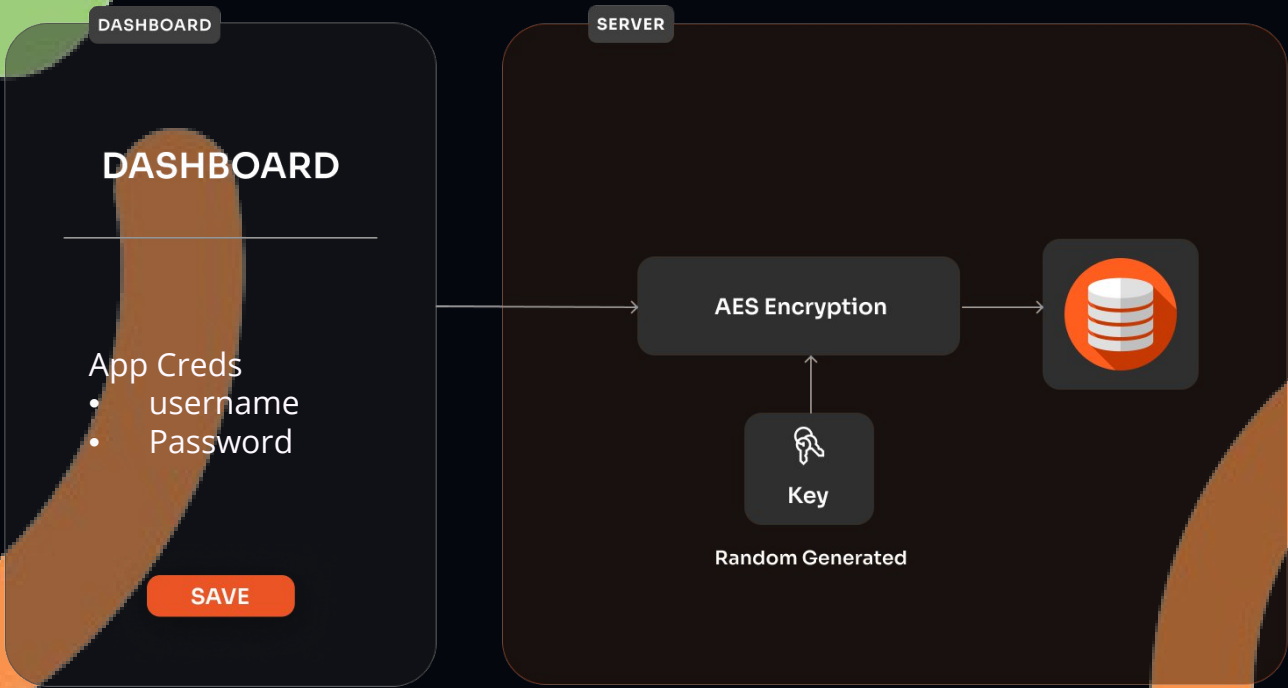 DASHBOARD
DASHBOARD
App Creds
• username
• Password
SAVE
SERVER
AES Encryption
Key
Random Generated